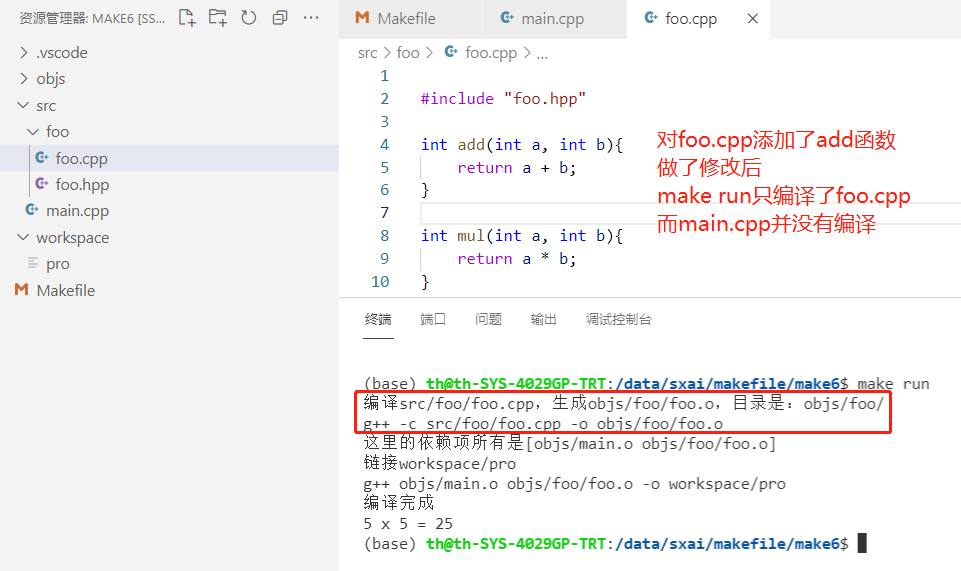 资源管理器: MAKE6 [SS...
.vscode
objs
src
foo
foo.cpp
foo.hpp
main.cpp
workspace
pro
Makefile
Makefile
main.cpp
foo.cpp
src > foo > foo.cpp > ...
1
2 #include "foo.hpp"
3
4 int add(int a, int b){
5 return a + b;
6 }
7
8 int mul(int a, int b){
9 return a * b;
10 }
对foo.cpp添加了add函数
做了修改后
make run只编译了foo.cpp
而main.cpp并没有编译
终端 端口 问题 输出 调试控制台
(base) th@th-SYS-4029GP-TRT:/data/sxai/makefile/make6$ make run
编译src/foo/foo.cpp，生成objs/foo/foo.o，目录是：objs/foo/
g++ -c src/foo/foo.cpp -o objs/foo/foo.o
这里的依赖项所有是[objs/main.o objs/foo/foo.o]
链接workspace/pro
g++ objs/main.o objs/foo/foo.o -o workspace/pro
编译完成
5 x 5 = 25
(base) th@th-SYS-4029GP-TRT:/data/sxai/makefile/make6$